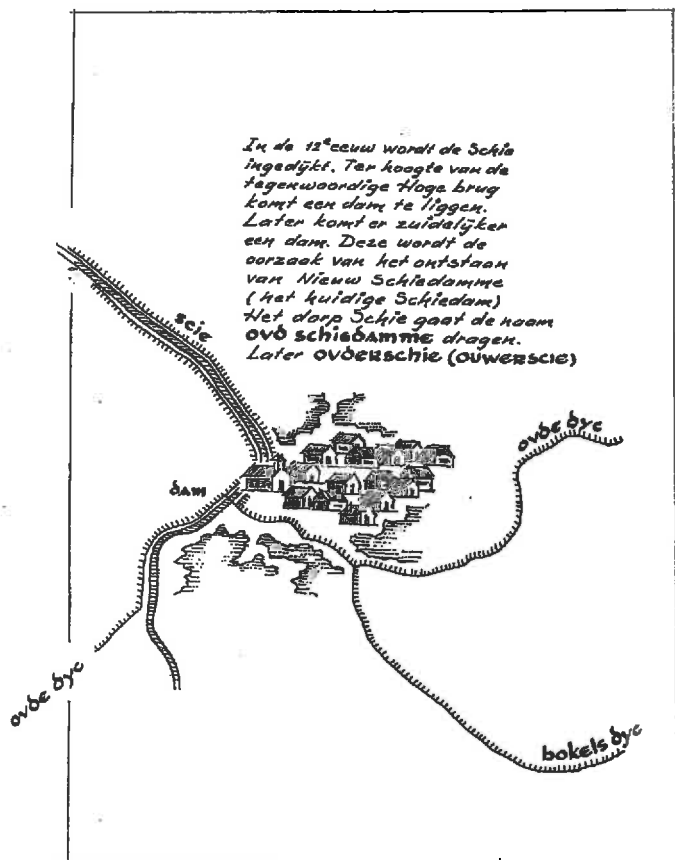 In de 12e eeuw wordt de Schie
ingedijkt. Ter hoogte van de
tegenwoordige Hoge brug
komt een dam te liggen.
Later komt er zuidelijker
een dam. Deze wordt de
oorzaak van het ontstaan
van Nieuw Schiedamme
(het huidige Schiedam)
Het dorp Schie gaat de naam
OVD SCHIEDAMME dragen.
Later OVDERSCHIE (OUWERSCIE)
SCIE
OVDE DYC
DAM
OVDE DYC
bokels dyc